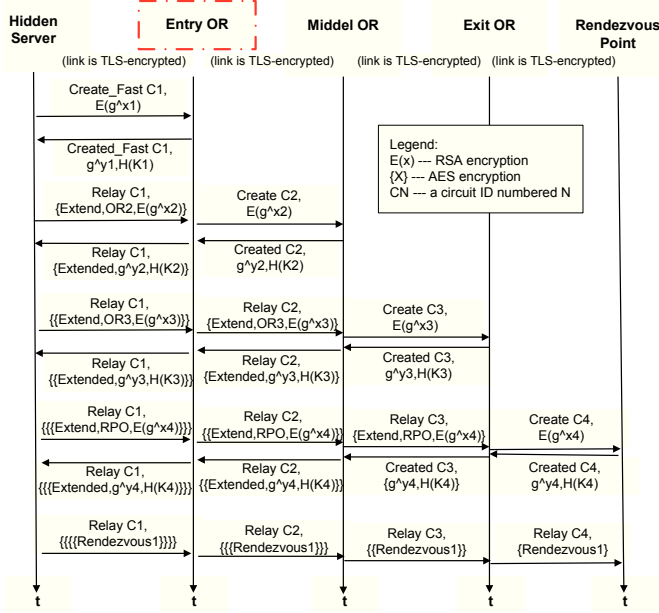 Hidden Server
Entry OR
Middel OR
Exit OR
Rendezvous Point
(link is TLS-encrypted)
(link is TLS-encrypted)
(link is TLS-encrypted)
(link is TLS-encrypted)
Create_Fast C1,
E(g^x1)
Created_Fast C1,
g^y1,H(K1)
Legend:
E(x) --- RSA encryption
{X} --- AES encryption
CN --- a circuit ID numbered N
Relay C1,
{Extend,OR2,E(g^x2)}
Create C2,
E(g^x2)
Relay C1,
{Extended,g^y2,H(K2)}
Created C2,
g^y2,H(K2)
Relay C1,
{{Extend,OR3,E(g^x3)}}
Relay C2,
{Extend,OR3,E(g^x3)}
Create C3,
E(g^x3)
Relay C1,
{{Extended,g^y3,H(K3)}}
Relay C2,
{Extended,g^y3,H(K3)}
Created C3,
g^y3,H(K3)
Relay C1,
{{{Extend,RPO,E(g^x4)}}}
Relay C2,
{{Extend,RPO,E(g^x4)}}
Relay C3,
{Extend,RPO,E(g^x4)}
Create C4,
E(g^x4)
Relay C1,
{{{Extended,g^y4,H(K4)}}}
Relay C2,
{{Extended,g^y4,H(K4)}}
Created C3,
{g^y4,H(K4)}
Created C4,
g^y4,H(K4)
Relay C1,
{{{{Rendezvous1}}}}
Relay C2,
{{{Rendezvous1}}}
Relay C3,
{{Rendezvous1}}
Relay C4,
{Rendezvous1}
t
t
t
t
t